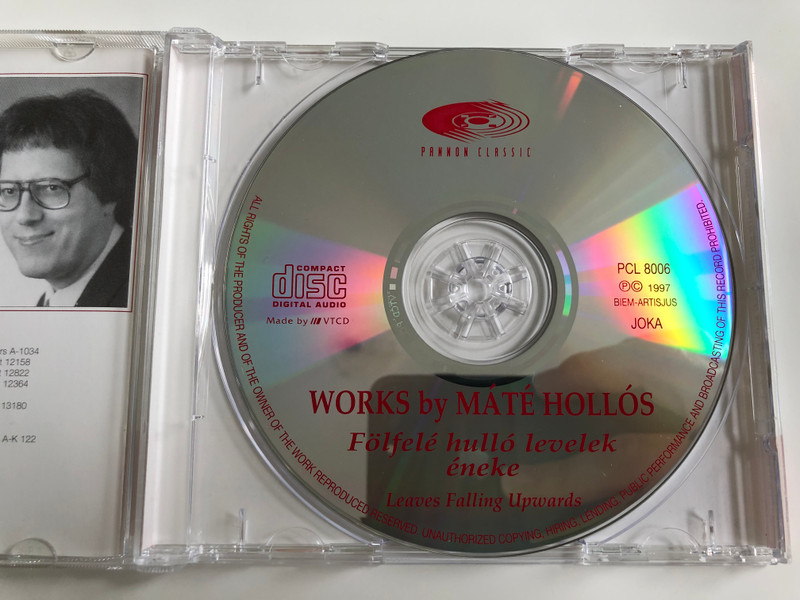 rs A-1034
t 12158
t 12822
12364
13180
A-K 122
PANNON CLASSIC
COMPACT
disc
DIGITAL AUDIO
Made by VTCD
PCL 8006
ⓅⒸ 1997
BIEM-ARTISJUS
JOKA
WORKS by MÁTÉ HOLLÓS
Fölfelé hulló levelek
éneke
Leaves Falling Upwards
ALL RIGHTS OF THE PRODUCER AND OF THE OWNER OF THE WORK REPRODUCED RESERVED. UNAUTHORIZED COPYING, HIRING, LENDING, PUBLIC PERFORMANCE AND BROADCASTING OF THIS RECORD PROHIBITED.